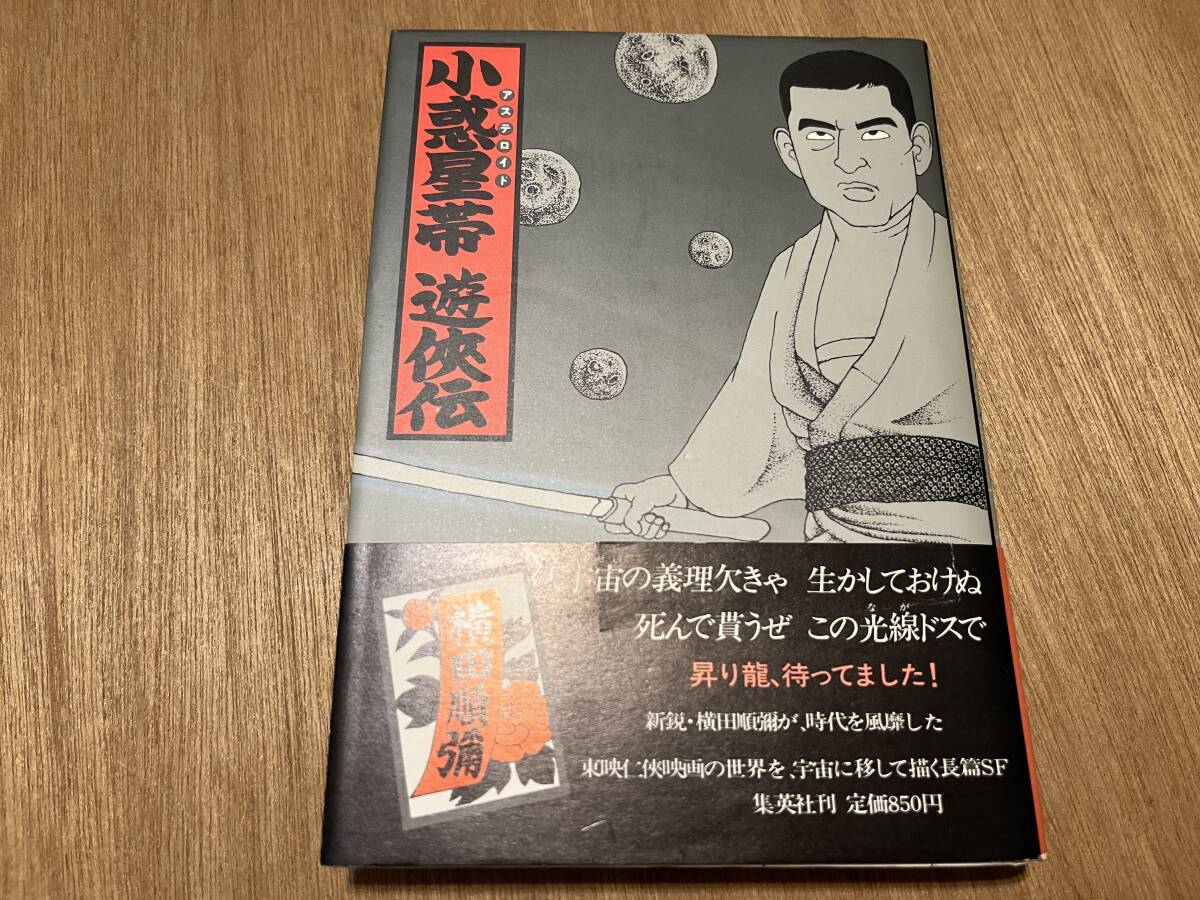 小惑星帯 遊俠伝
アステロイド
宙の義理欠きゃ 生かしておけぬ
死んで貰うぜ この光線ドスで
なが
昇り龍、待ってました！
新鋭・横田順彌が、時代を風靡した
東映仁俠映画の世界を、宇宙に移して描く長篇SF
集英社刊 定価850円
横田順彌